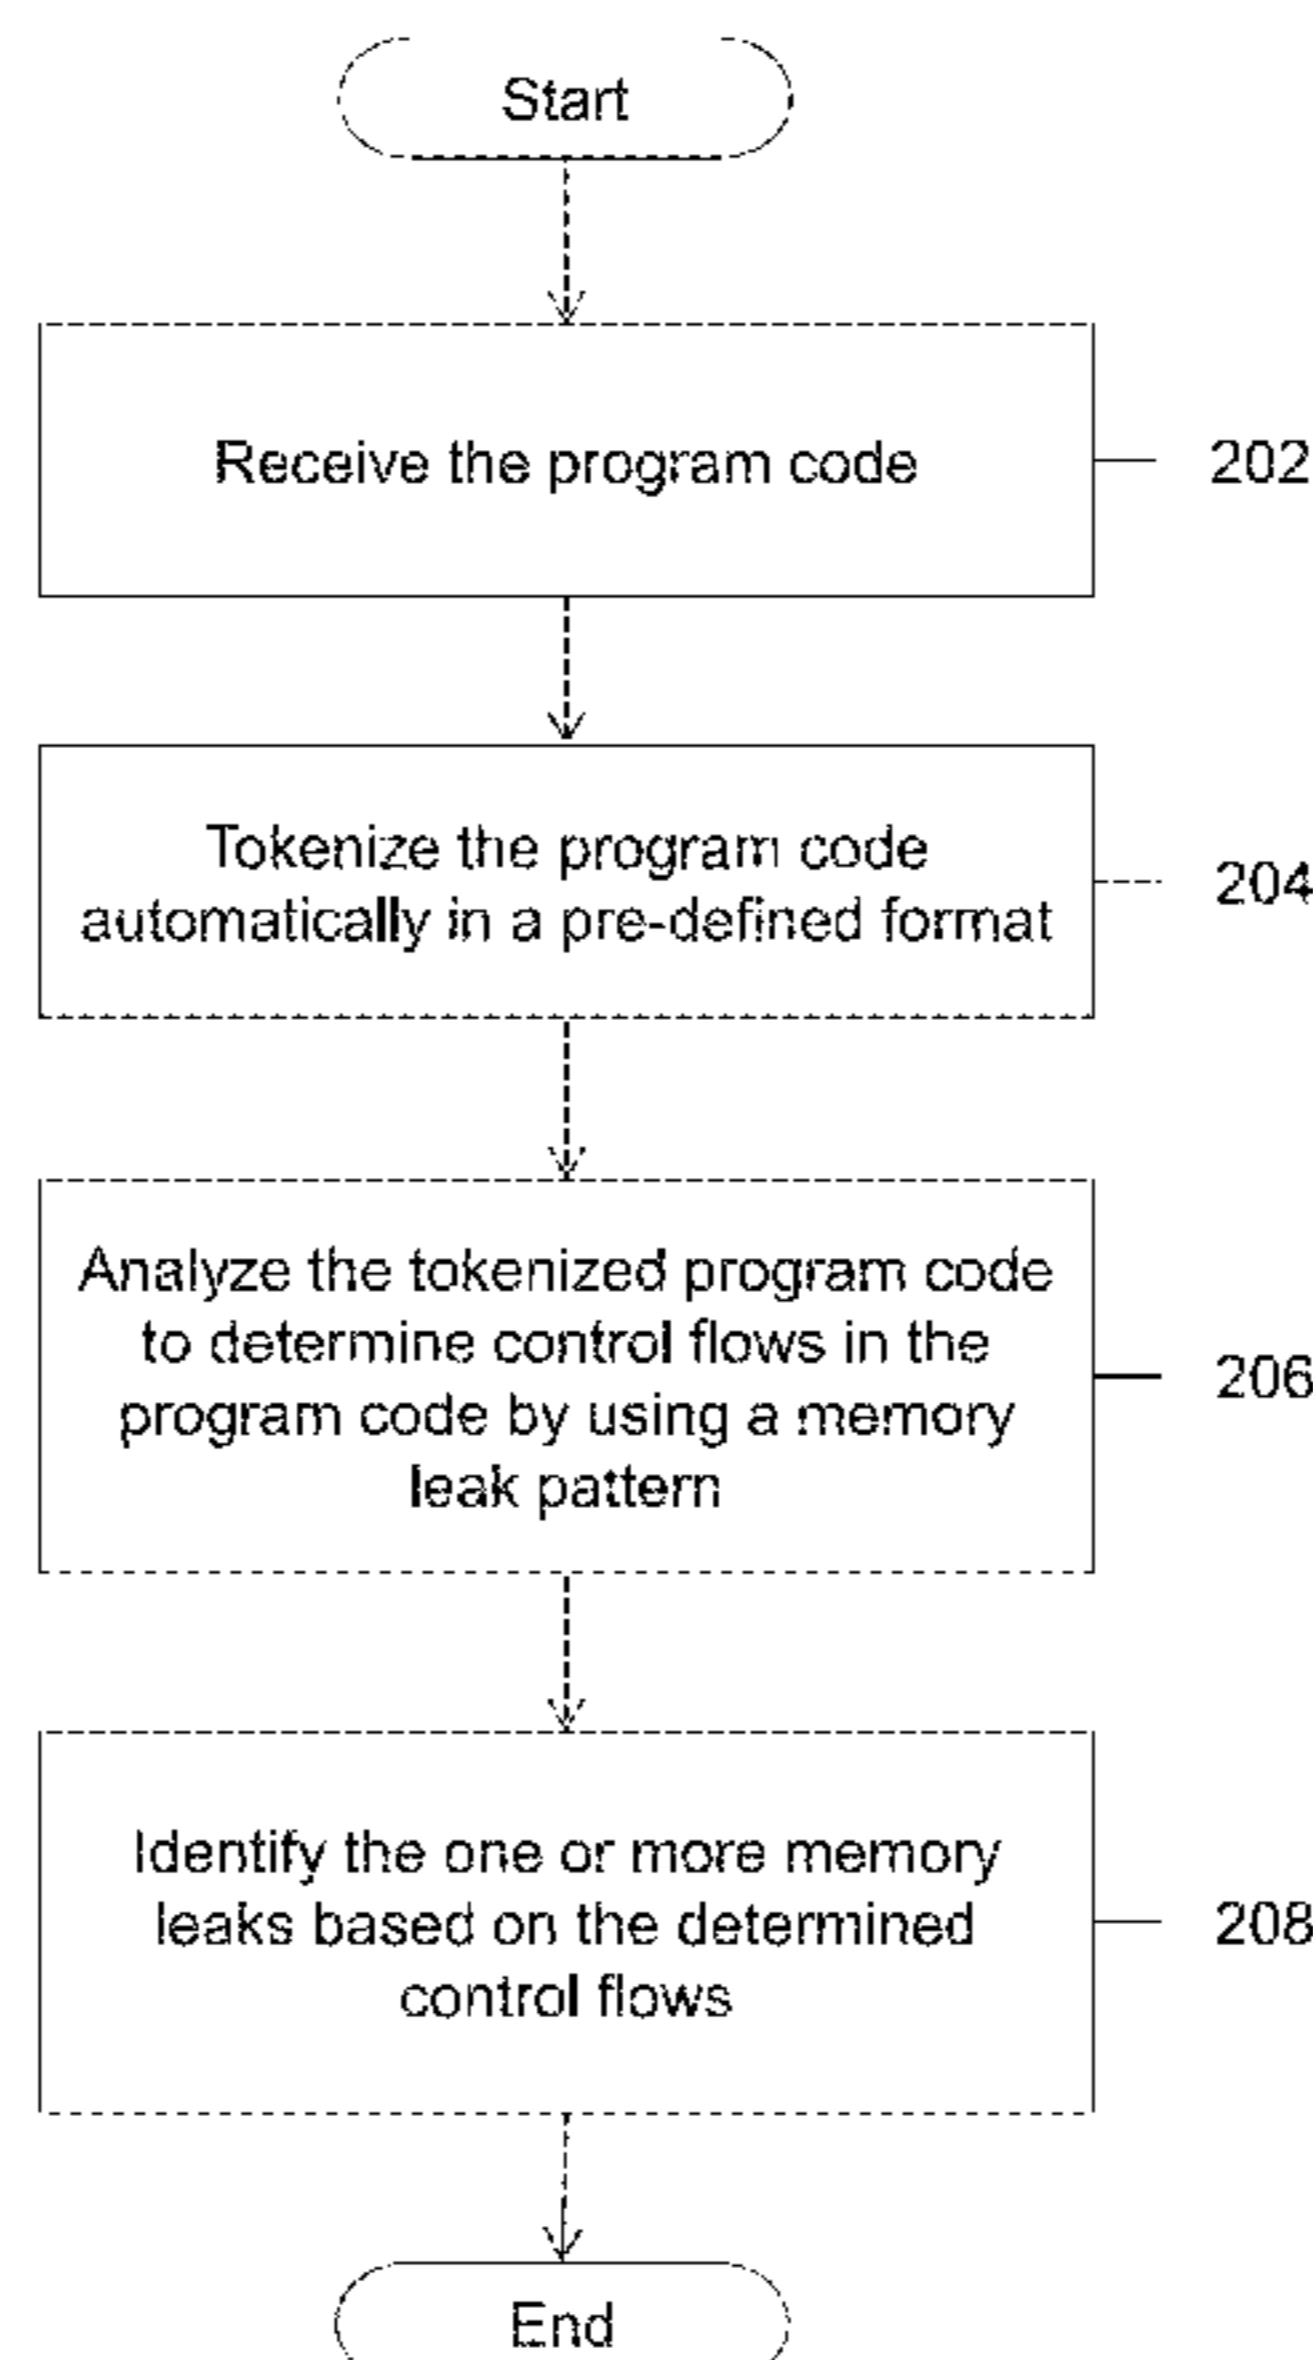 Start
Receive the program code
202
Tokenize the program code
automatically in a pre-defined format
204
Analyze the tokenized program code
to determine control flows in the
program code by using a memory
leak pattern
206
Identify the one or more memory
leaks based on the determined
control flows
208
End